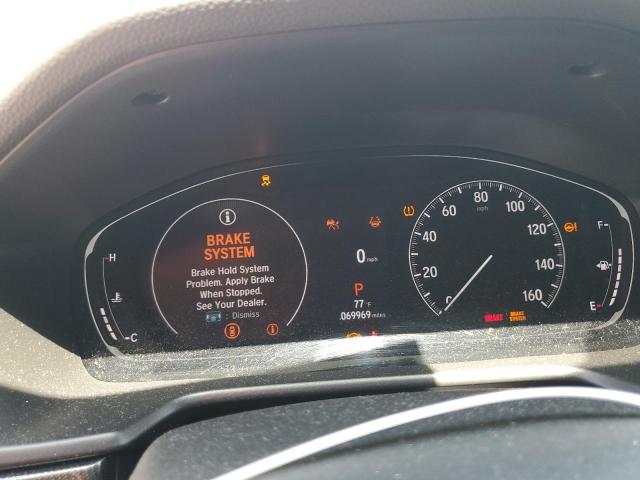 BRAKE
SYSTEM
Brake Hold System
Problem. Apply Brake
When Stopped.
See Your Dealer.
: Dismiss
H
C
0 mph
P
77 °F
069969 miles
0
20
40
60
80
100
120
140
160
mph
BRAKE
BRAKE
SYSTEM
F
E